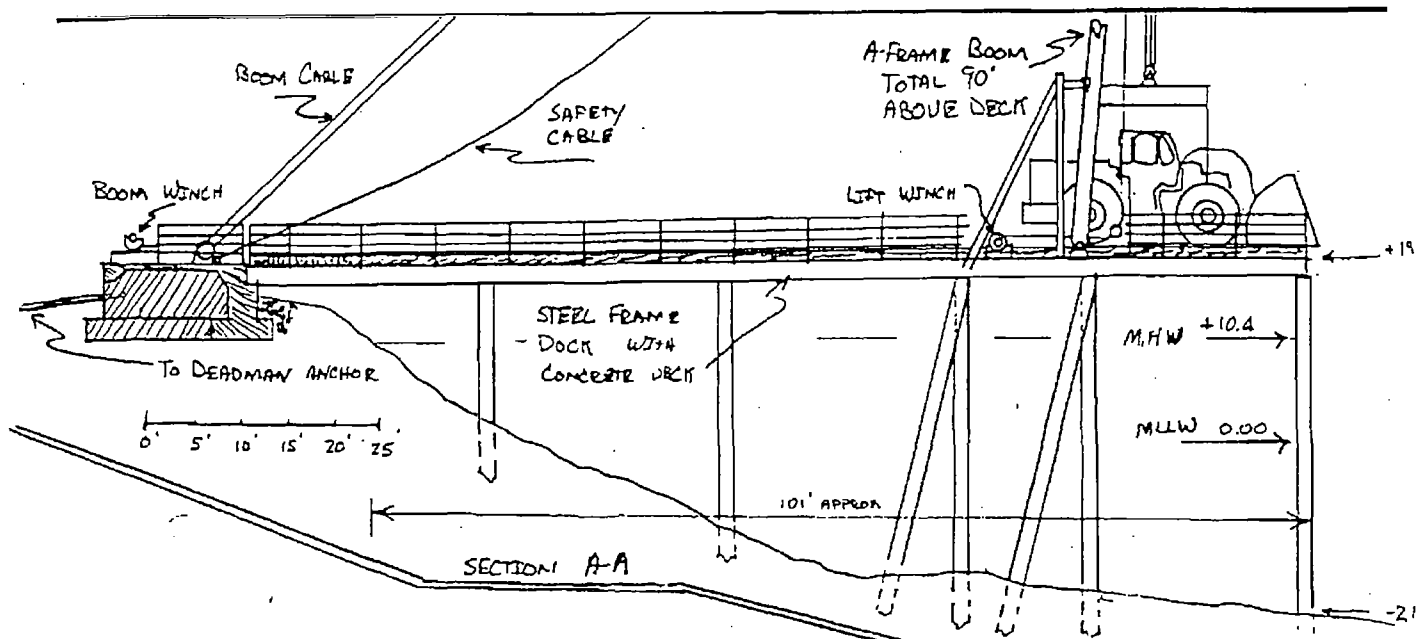 BOOM CABLE
SAFETY
CABLE
A-FRAME BOOM
TOTAL 90'
ABOVE DECK
BOOM WINCH
LIFT WINCH
+19
STEEL FRAME
- DOCK WITH
CONCRETE DECK
MHW +10.4
TO DEADMAN ANCHOR
MLLW 0.00
0' 5' 10' 15' 20' 25'
101' APPROX
SECTION A-A
-21